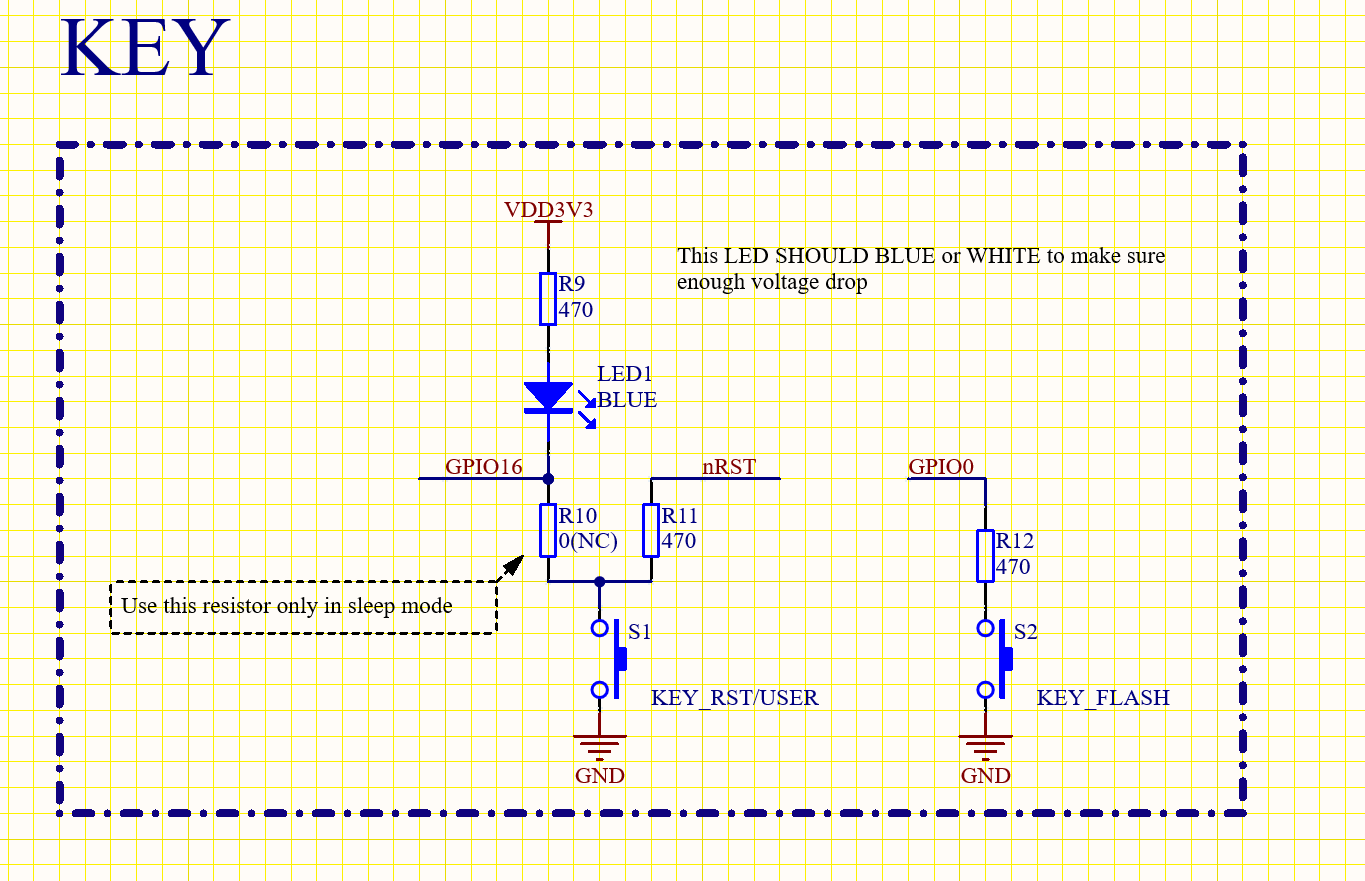 KEY
VDD3V3
This LED SHOULD BLUE or WHITE to make sure
enough voltage drop
R9
470
LED1
BLUE
GPIO16
nRST
GPIO0
R10
0(NC)
R11
470
R12
470
Use this resistor only in sleep mode
S1
S2
KEY_RST/USER
KEY_FLASH
GND
GND